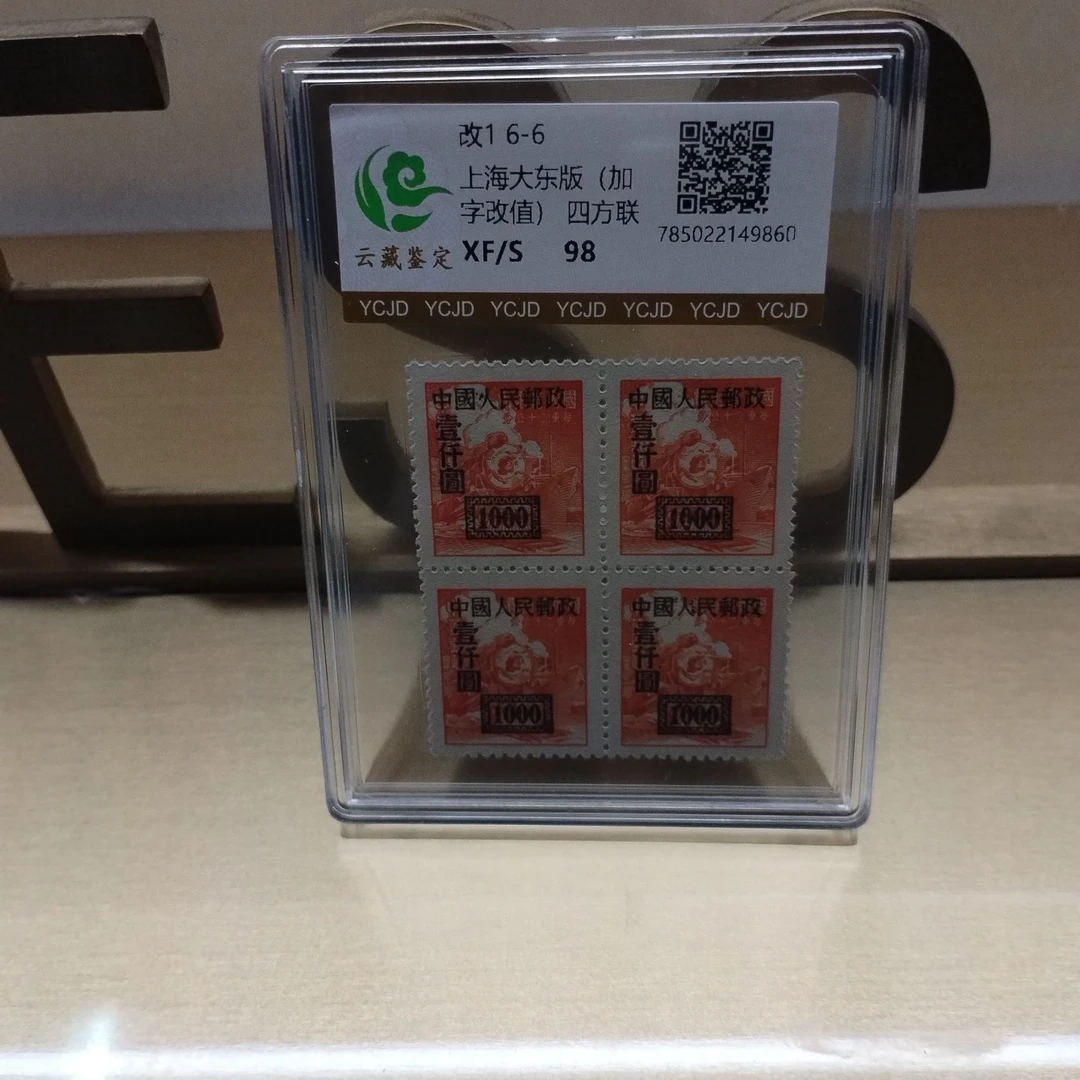 改1 6-6
上海大东版（加
字改值） 四方联
785022149860
云藏鉴定
XF/S 98
YCJD YCJD YCJD YCJD YCJD YCJD YCJD
中國人民郵政 中國人民郵政
壹仟圓 壹仟圓
1000 1000
中國人民郵政 中國人民郵政
壹仟圓 壹仟圓
1000 1000